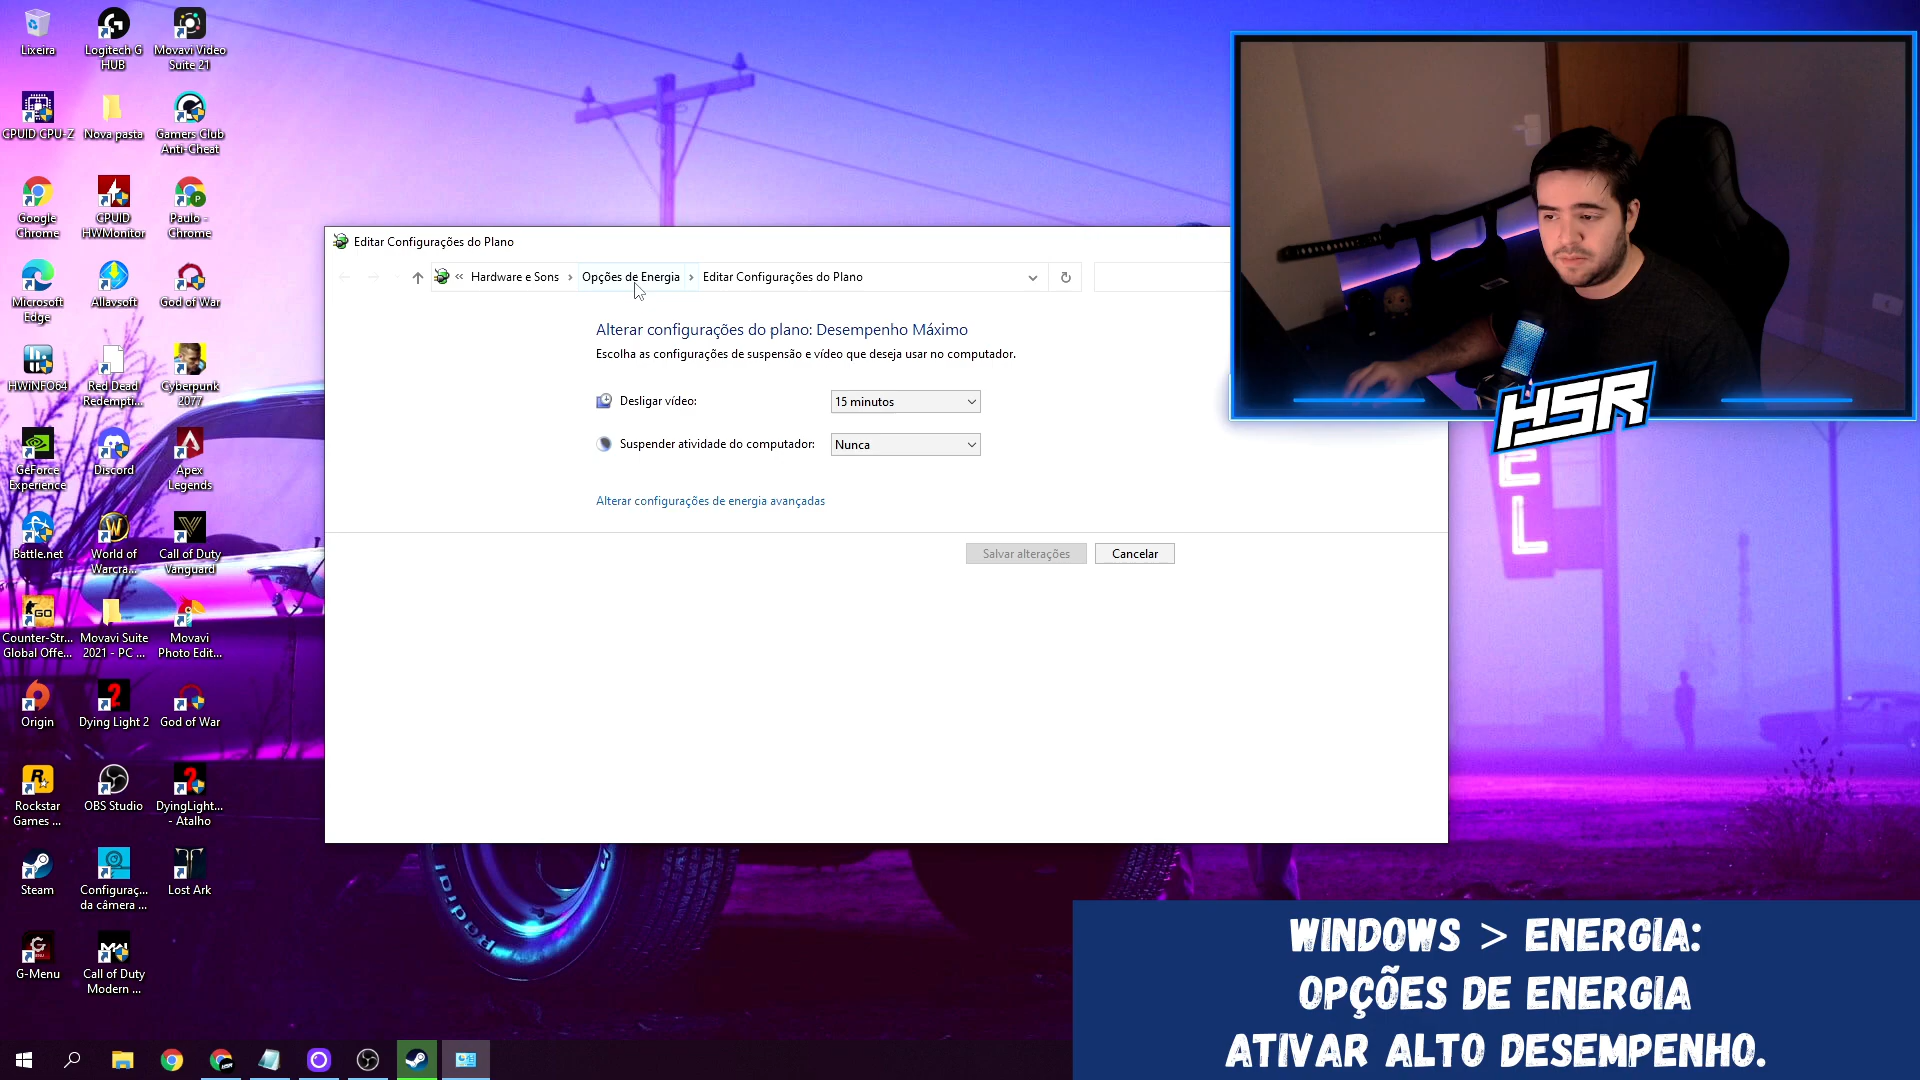 Lixeira
Logitech G
HUB
Movavi Video
Suite 21
CPUID CPU-Z
Nova pasta
Gamers Club
Anti-Cheat
Google
Chrome
CPUID
HWMonitor
Paulo -
Chrome
Microsoft
Edge
Allavsoft
God of War
HWiNFO64
Red Dead
Redempti...
Cyberpunk
2077
GeForce
Experience
Discord
Apex
Legends
Battle.net
World of
Warcra...
Call of Duty
Vanguard
Counter-Str...
Global Offe...
Movavi Suite
2021 - PC ...
Movavi
Photo Edit...
Origin
Dying Light 2
God of War
Rockstar
Games ...
OBS Studio
DyingLight...
- Atalho
Steam
Configuraç...
da câmera ...
Lost Ark
G-Menu
Call of Duty
Modern ...
Editar Configurações do Plano
« Hardware e Sons > Opções de Energia > Editar Configurações do Plano
Alterar configurações do plano: Desempenho Máximo
Escolha as configurações de suspensão e vídeo que deseja usar no computador.
Desligar vídeo:
15 minutos
Suspender atividade do computador:
Nunca
Alterar configurações de energia avançadas
Salvar alterações
Cancelar
HSR
EL
Radial
WINDOWS > ENERGIA:
OPÇÕES DE ENERGIA
ATIVAR ALTO DESEMPENHO.